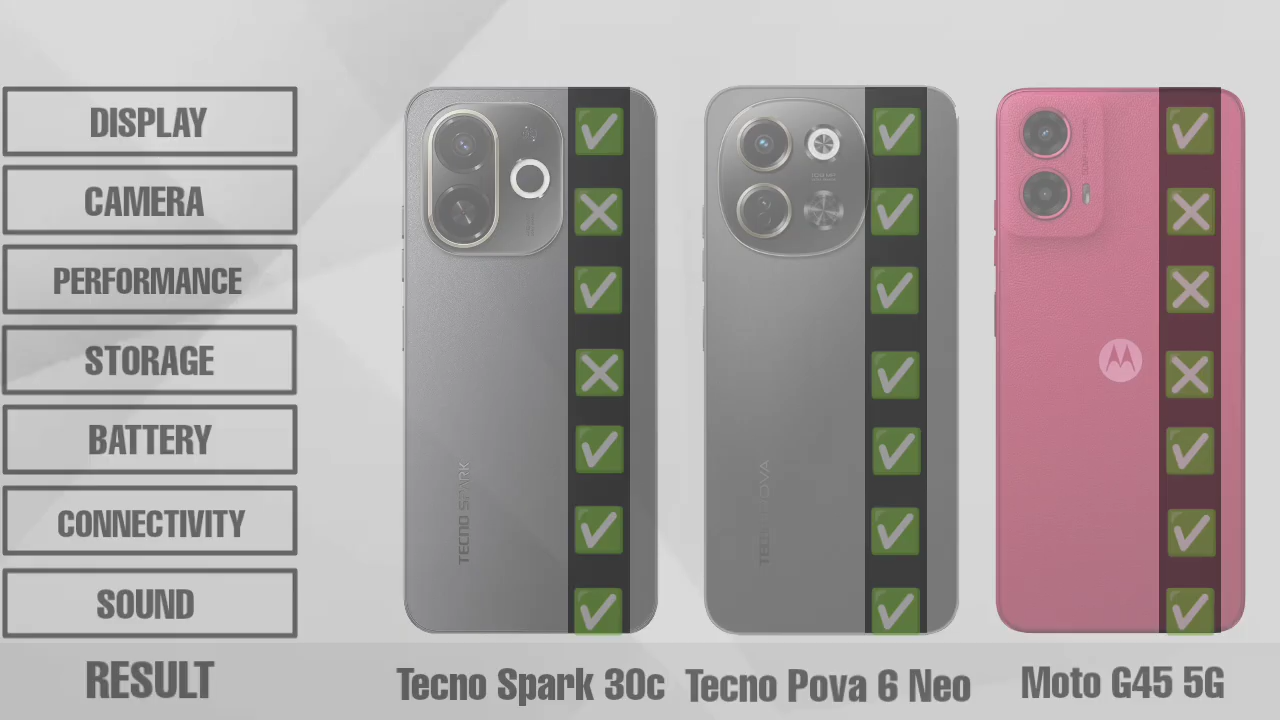 DISPLAY
CAMERA
PERFORMANCE
STORAGE
BATTERY
CONNECTIVITY
SOUND
RESULT
TECNO SPARK
TECNO POVA
Tecno Spark 30c
Tecno Pova 6 Neo
Moto G45 5G